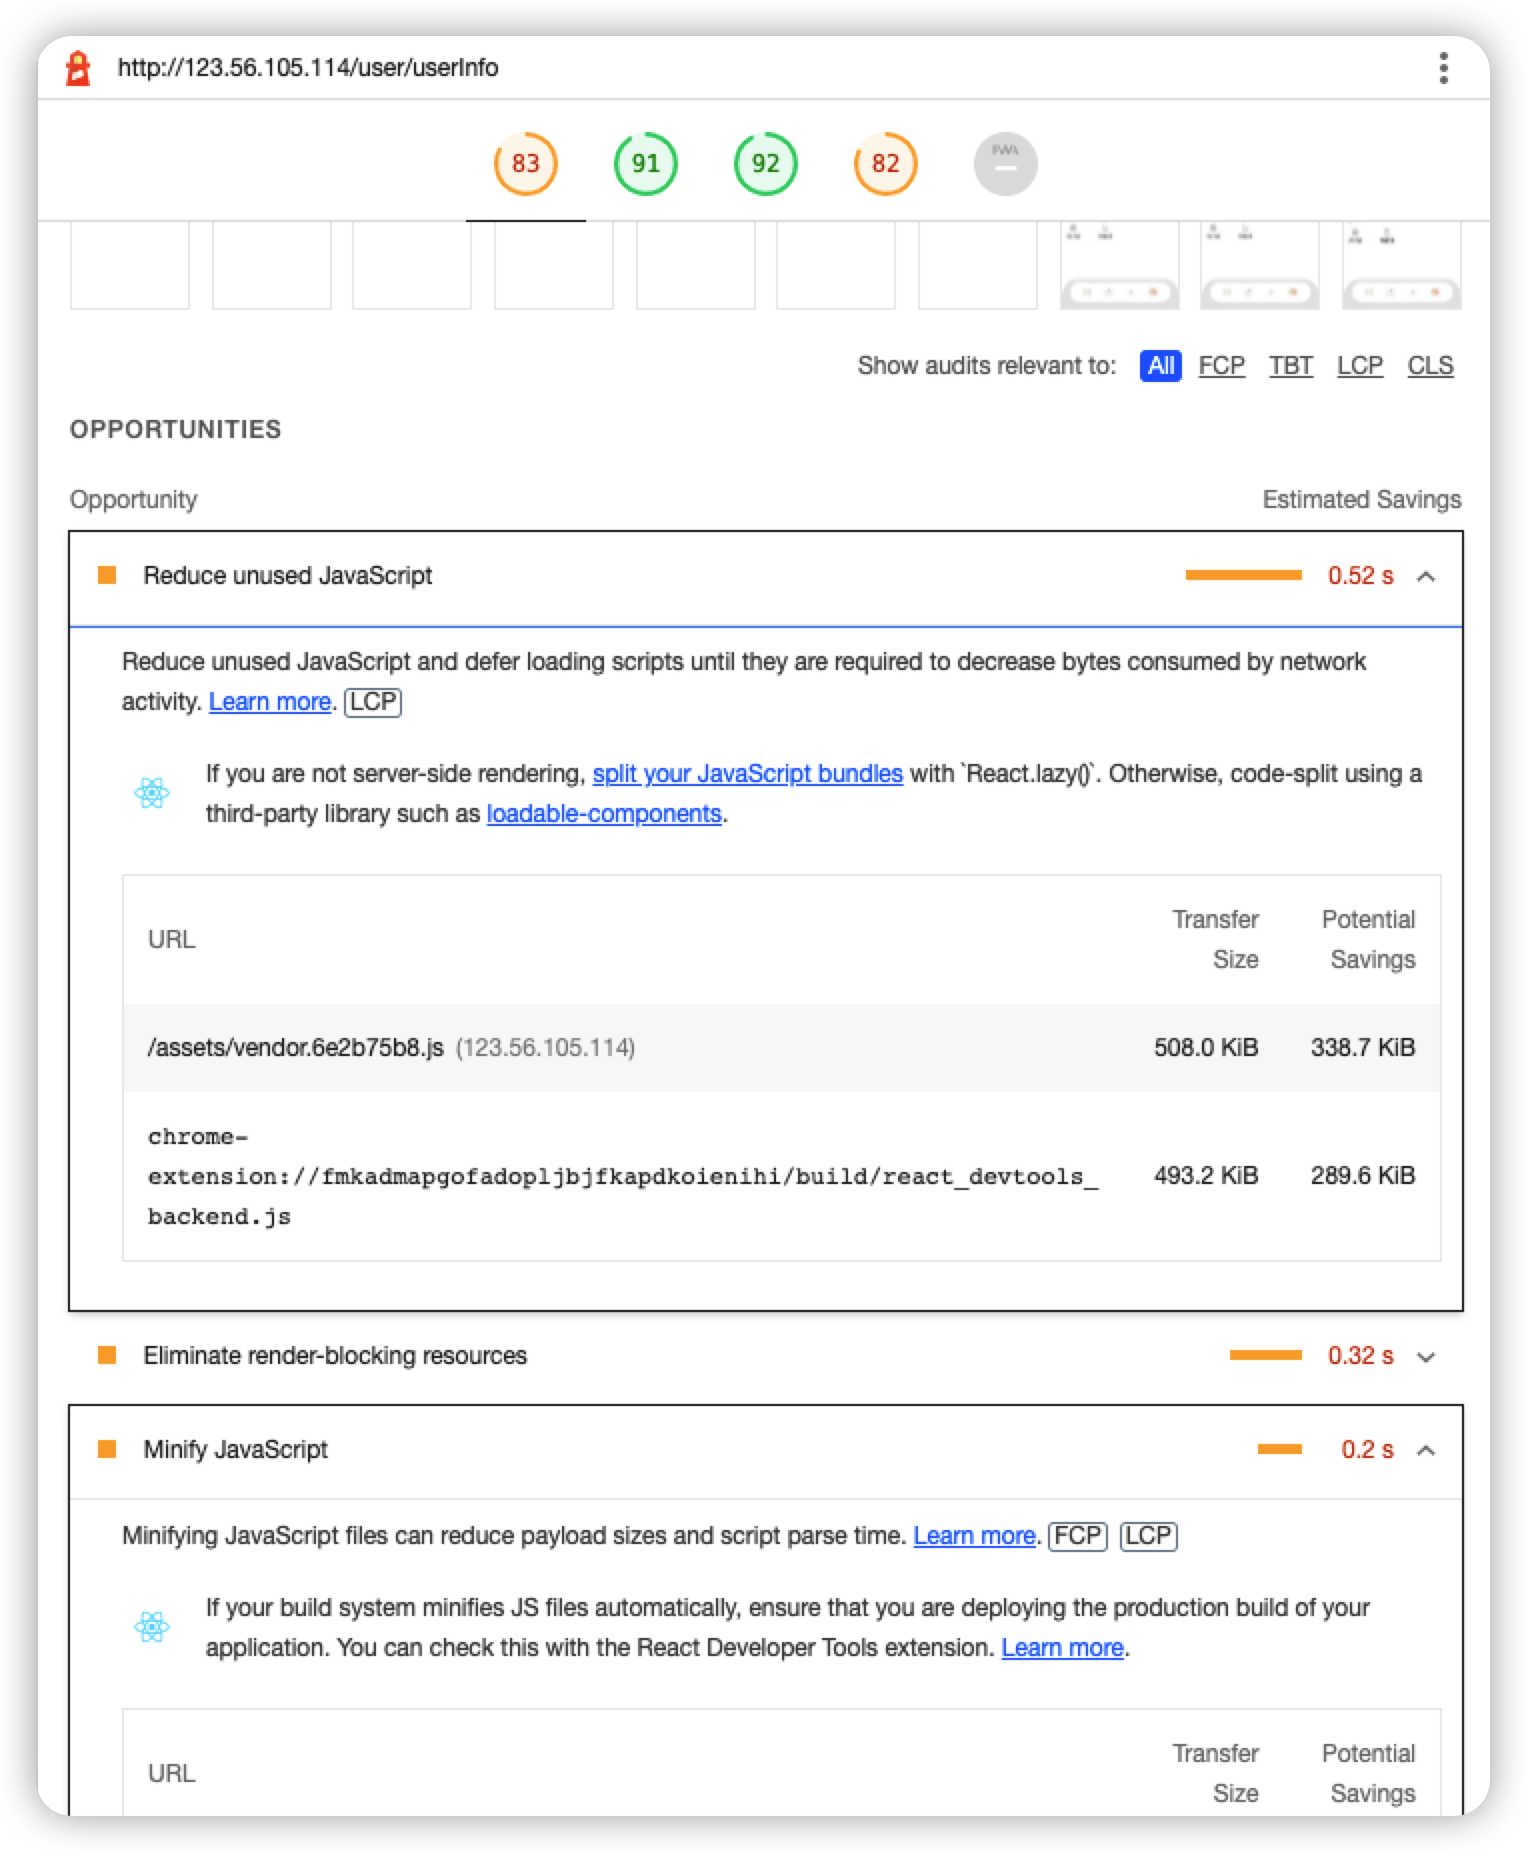 http://123.56.105.114/user/userInfo
83 91 92 82 PWA
Show audits relevant to: All FCP TBT LCP CLS
OPPORTUNITIES
Opportunity Estimated Savings
Reduce unused JavaScript 0.52 s
Reduce unused JavaScript and defer loading scripts until they are required to decrease bytes consumed by network
activity. Learn more. LCP
If you are not server-side rendering, split your JavaScript bundles with `React.lazy()`. Otherwise, code-split using a
third-party library such as loadable-components.
URL Transfer Size Potential Savings
/assets/vendor.6e2b75b8.js (123.56.105.114) 508.0 KiB 338.7 KiB
chrome-
extension://fmkadmapgofadopljbjfkapdkoienihi/build/react_devtools_ 493.2 KiB 289.6 KiB
backend.js
Eliminate render-blocking resources 0.32 s
Minify JavaScript 0.2 s
Minifying JavaScript files can reduce payload sizes and script parse time. Learn more. FCP LCP
If your build system minifies JS files automatically, ensure that you are deploying the production build of your
application. You can check this with the React Developer Tools extension. Learn more.
URL Transfer Size Potential Savings